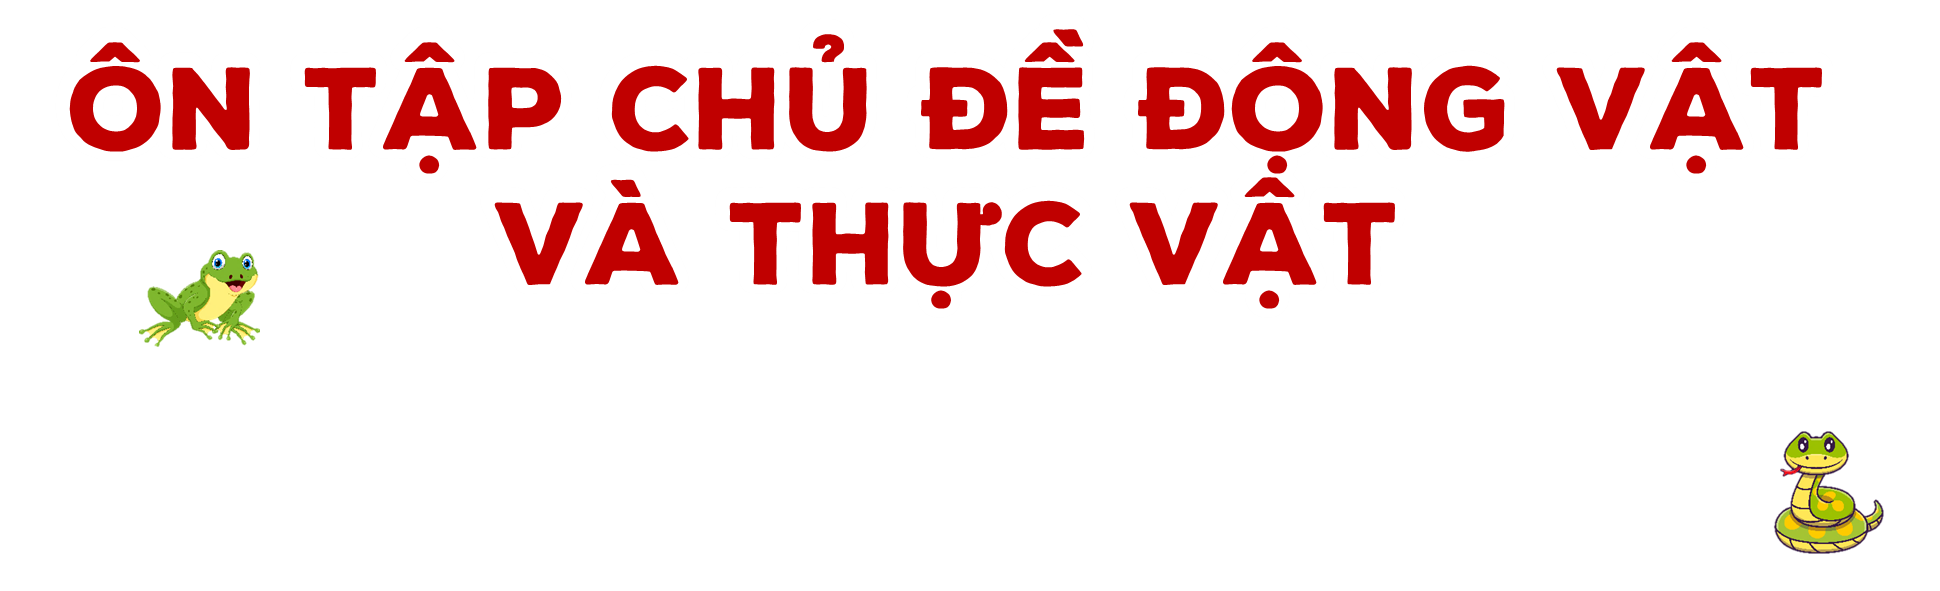 ÔN TẬP CHỦ ĐỀ ĐỘNG VẬT
VÀ THỰC VẬT